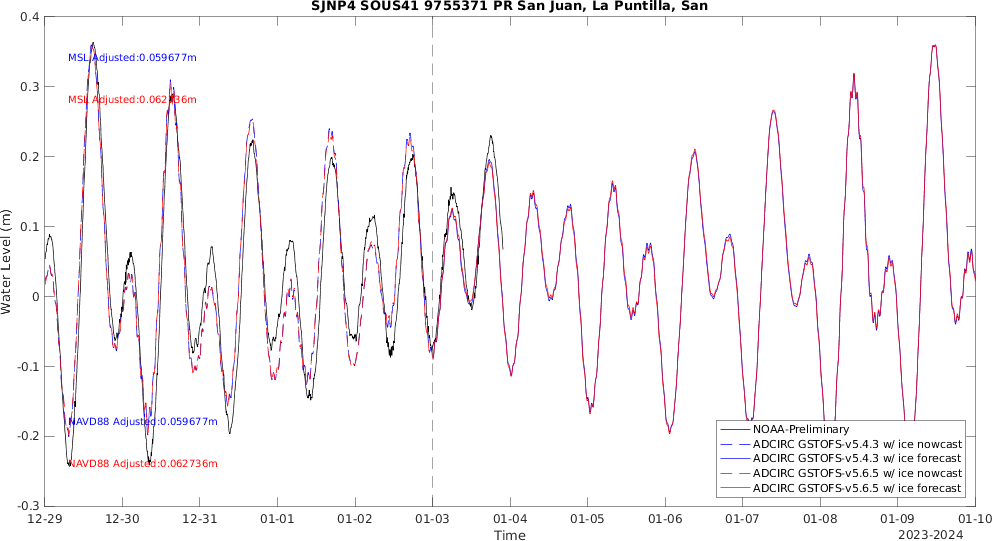 SJNP4 SOUS41 9755371 PR San Juan, La Puntilla, San
0.4
0.3
0.2
0.1
0
-0.1
-0.2
-0.3
Water Level (m)
MSL Adjusted:0.059677m
MSL Adjusted:0.062736m
NAVD88 Adjusted:0.059677m
NAVD88 Adjusted:0.062736m
NOAA-Preliminary
ADCIRC GSTOFS-v5.4.3 w/ ice nowcast
ADCIRC GSTOFS-v5.4.3 w/ ice forecast
ADCIRC GSTOFS-v5.6.5 w/ ice nowcast
ADCIRC GSTOFS-v5.6.5 w/ ice forecast
12-29 12-30 12-31 01-01 01-02 01-03 01-04 01-05 01-06 01-07 01-08 01-09 01-10
Time
2023-2024